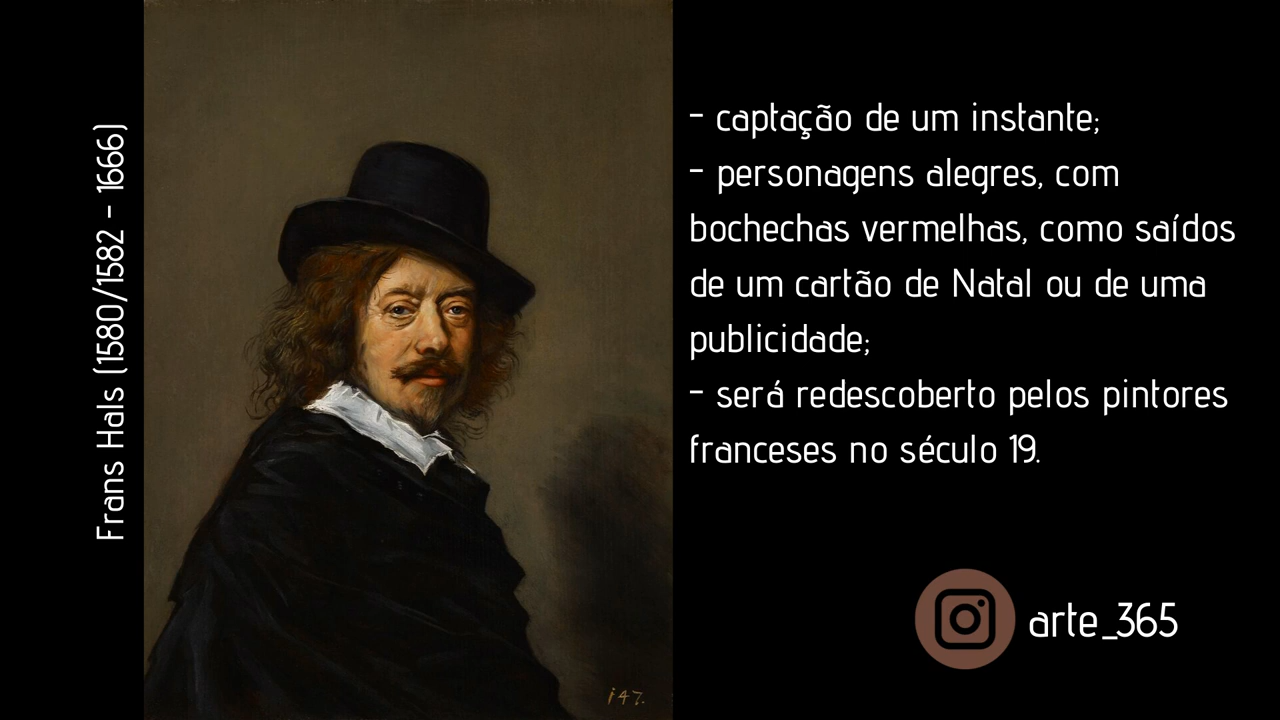 Frans Hals (1580/1582 - 1666)
- captação de um instante;
- personagens alegres, com
bochechas vermelhas, como saídos
de um cartão de Natal ou de uma
publicidade;
- será redescoberto pelos pintores
franceses no século 19.
arte_365
i47.